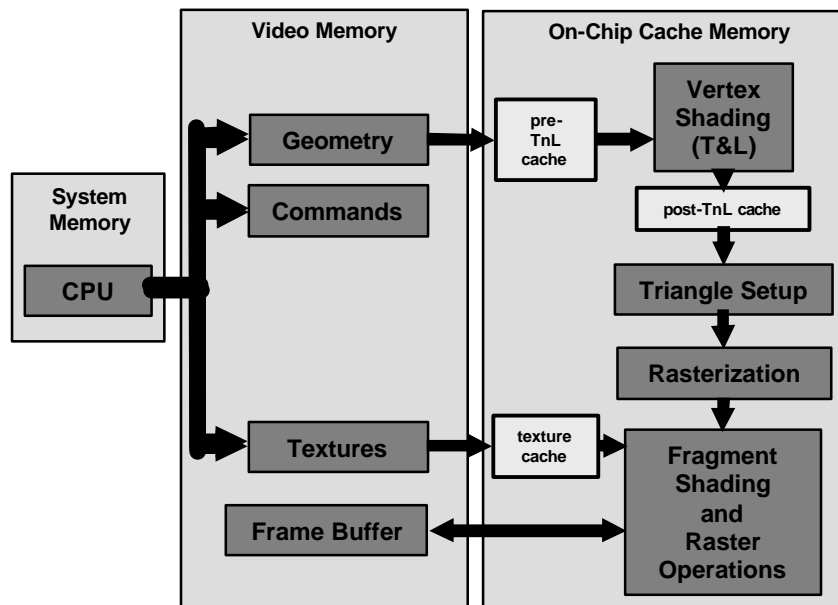 Video Memory
On-Chip Cache Memory
Geometry
pre-
TnL
cache
Vertex
Shading
(T&L)
System
Memory
Commands
post-TnL cache
CPU
Triangle Setup
Rasterization
Textures
texture
cache
Fragment
Shading
and
Raster
Operations
Frame Buffer